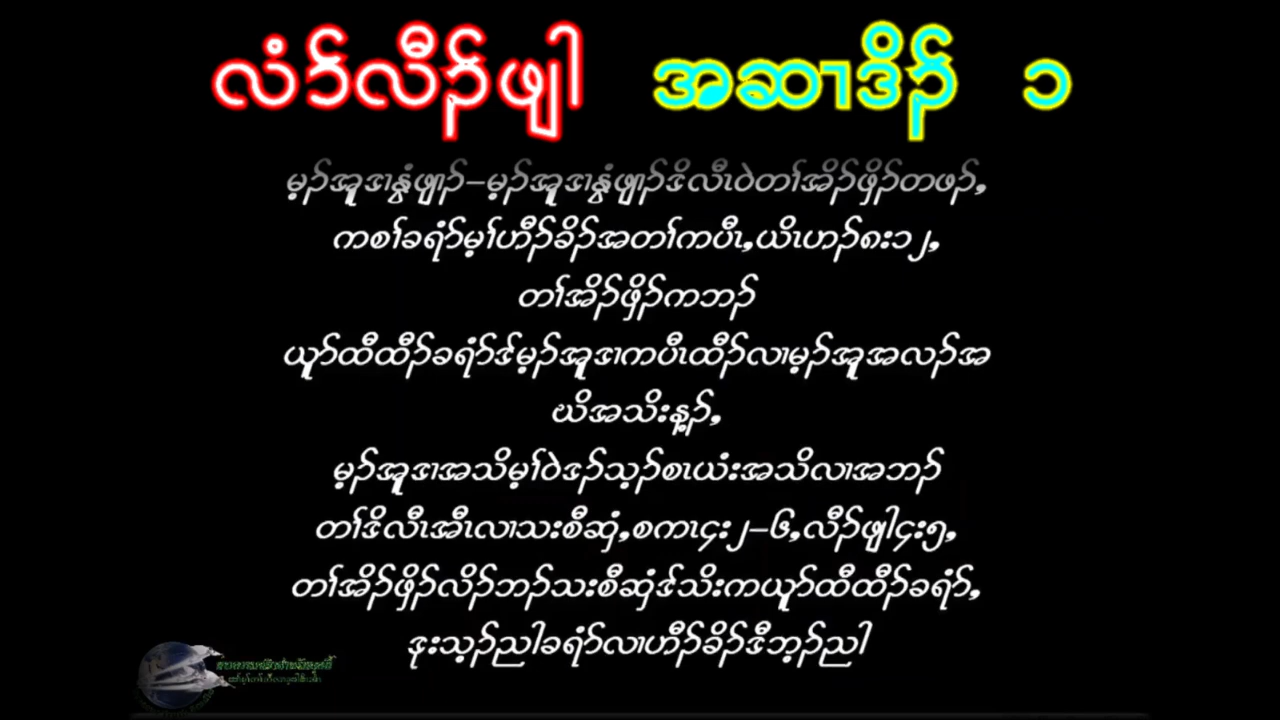 လံာ်လီၣ်ဖျါ အဆၢဒိၣ် ၁
မ့ၣ်အူဒၢနွံဖျၢၣ်–မ့ၣ်အူဒၢနွံဖျၢၣ်ဒိလီၤဝဲတၢ်အိၣ်ဖှိၣ်တဖၣ်,
ကစၢ်ခရံာ်မ့ၢ်ဟီၣ်ခိၣ်အတၢ်ကပီၤ,ယိၤဟၣ်၈း၁၂,
တၢ်အိၣ်ဖှိၣ်ကဘၣ်
ယူာ်ထီထီၣ်ခရံာ်ဒ်မ့ၣ်အူဒၢကပီၤထီၣ်လၢမ့ၣ်အူအလၣ်အ
ယိအသိးန့ၣ်,
မ့ၣ်အူဒၢအသိမ့ၢ်ဝဲဒၣ်သ့ၣ်စၤယံးအသိလၢအဘၣ်
တၢ်ဒိလီၤအီၤလၢသးစီဆှံ,စကၤ၄း၂–၆,လီၣ်ဖျါ၄း၅,
တၢ်အိၣ်ဖှိၣ်လိၣ်ဘၣ်သးစီဆှံဒ်သိးကယူာ်ထီထီၣ်ခရံာ်,
ဒုးသ့ၣ်ညါခရံာ်လၢဟီၣ်ခိၣ်ဒီဘ့ၣ်ညါ